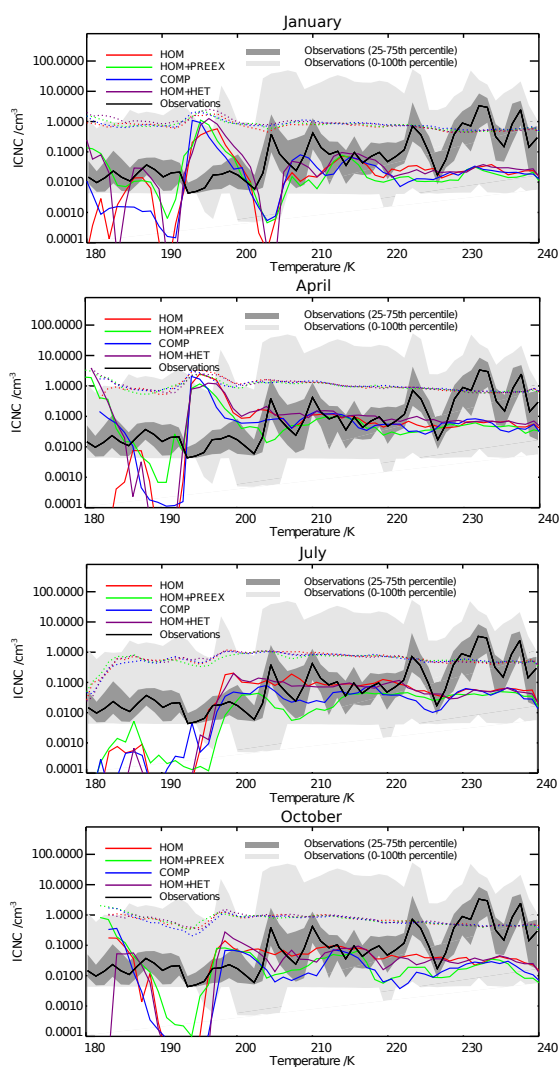 January
HOM
HOM+PREEX
COMP
HOM+HET
Observations
Observations (25-75th percentile)
Observations (0-100th percentile)
100.0000
10.0000
1.0000
0.1000
0.0100
0.0010
0.0001
ICNC /cm-3
180 190 200 210 220 230 240
Temperature /K
April
HOM
HOM+PREEX
COMP
HOM+HET
Observations
Observations (25-75th percentile)
Observations (0-100th percentile)
100.0000
10.0000
1.0000
0.1000
0.0100
0.0010
0.0001
ICNC /cm-3
180 190 200 210 220 230 240
Temperature /K
July
HOM
HOM+PREEX
COMP
HOM+HET
Observations
Observations (25-75th percentile)
Observations (0-100th percentile)
100.0000
10.0000
1.0000
0.1000
0.0100
0.0010
0.0001
ICNC /cm-3
180 190 200 210 220 230 240
Temperature /K
October
HOM
HOM+PREEX
COMP
HOM+HET
Observations
Observations (25-75th percentile)
Observations (0-100th percentile)
100.0000
10.0000
1.0000
0.1000
0.0100
0.0010
0.0001
ICNC /cm-3
180 190 200 210 220 230 240
Temperature /K